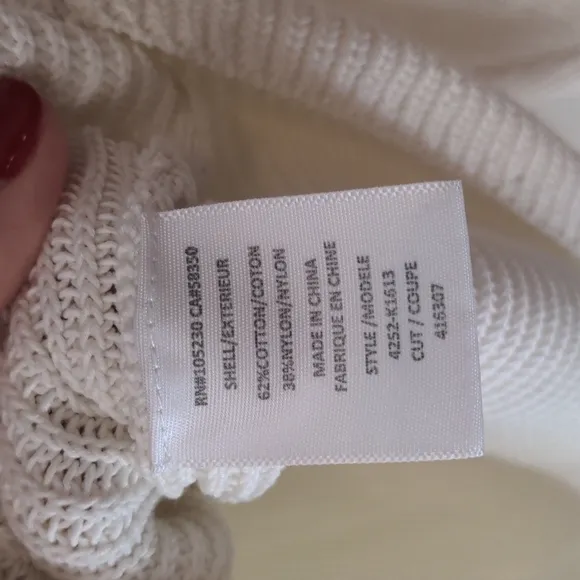 RN#105230 CA#58350
SHELL/EXTERIEUR
62%COTTON/COTON
38%NYLON/NYLON
MADE IN CHINA
FABRIQUE EN CHINE
STYLE /MODELE
4252-K1613
CUT / COUPE
416307